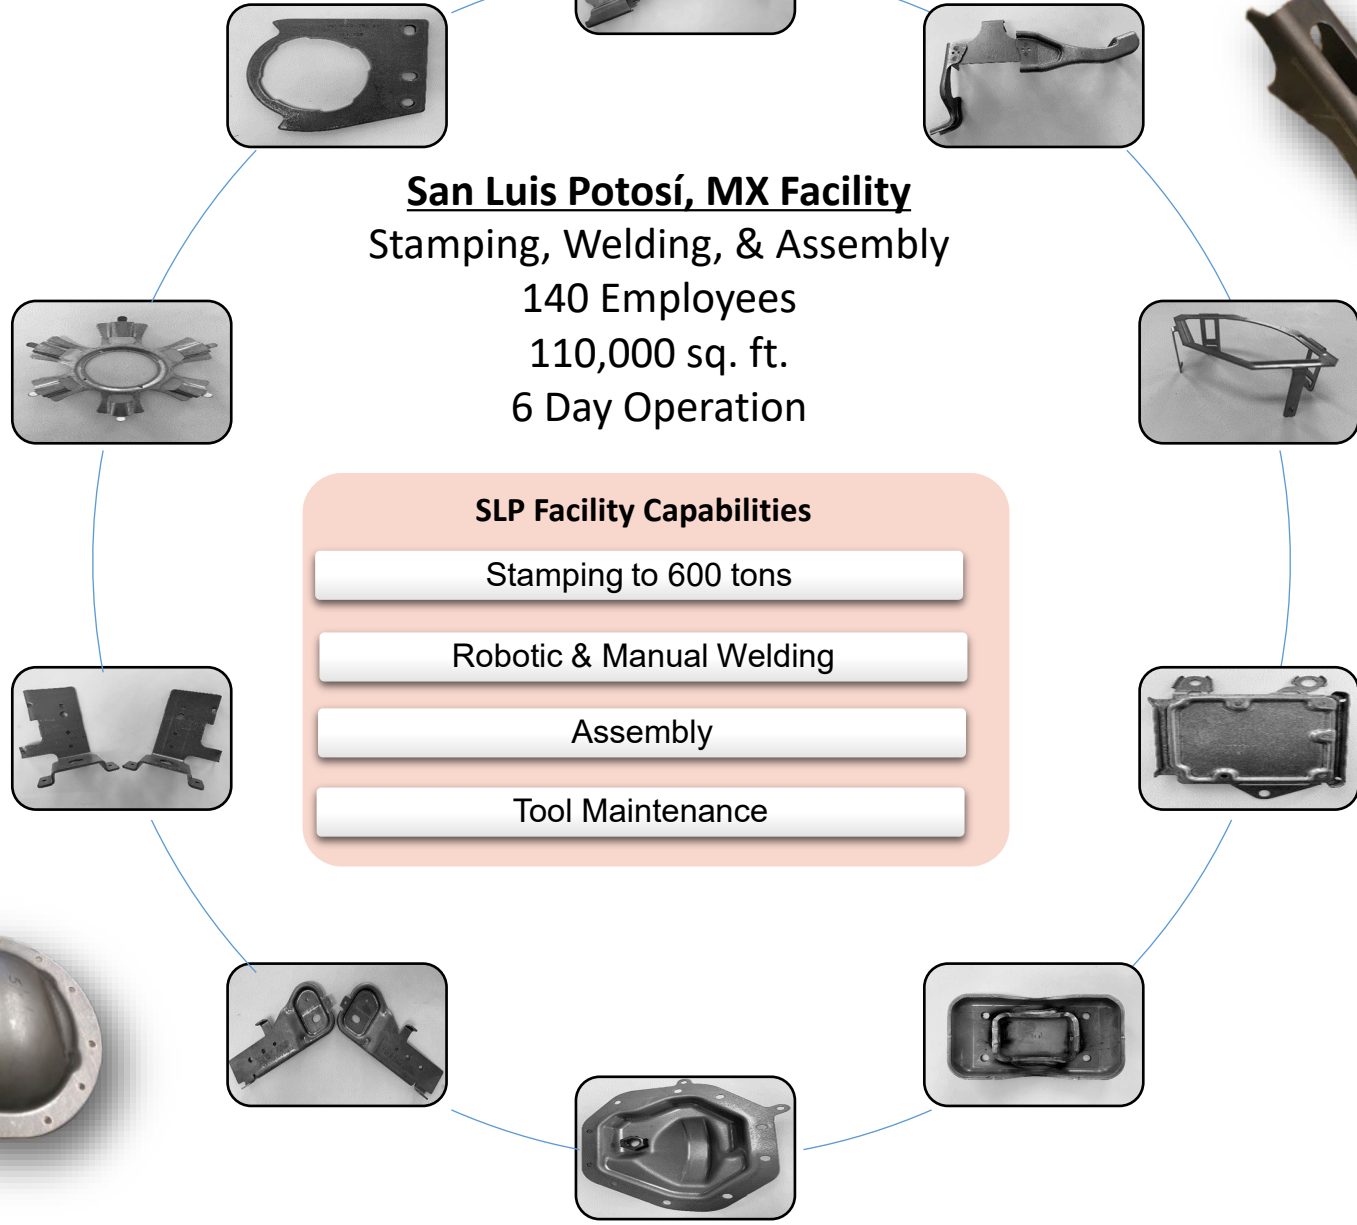 San Luis Potosí, MX Facility
Stamping, Welding, & Assembly
140 Employees
110,000 sq. ft.
6 Day Operation
SLP Facility Capabilities
Stamping to 600 tons
Robotic & Manual Welding
Assembly
Tool Maintenance